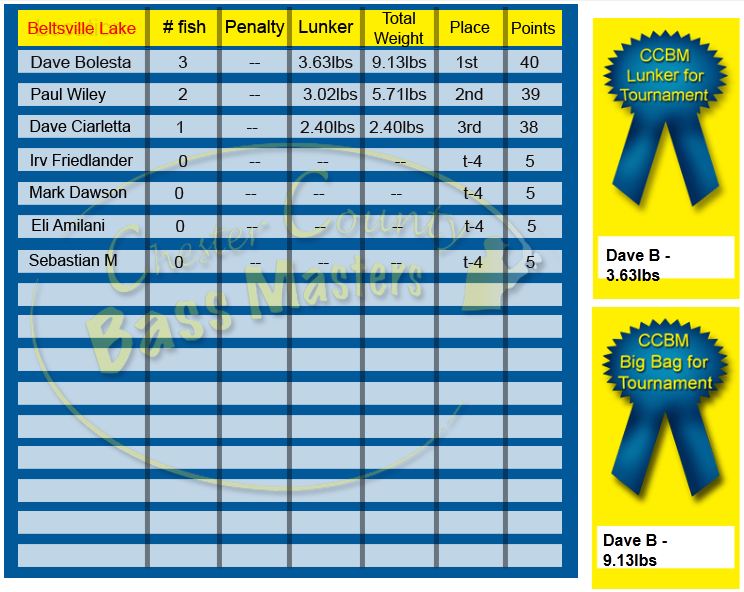 Beltsville Lake # fish Penalty Lunker Total Weight Place Points
Dave Bolesta 3 -- 3.63lbs 9.13lbs 1st 40
Paul Wiley 2 -- 3.02lbs 5.71lbs 2nd 39
Dave Ciarletta 1 -- 2.40lbs 2.40lbs 3rd 38
Irv Friedlander 0 -- -- -- t-4 5
Mark Dawson 0 -- -- -- t-4 5
Eli Amilani 0 -- -- -- t-4 5
Sebastian M 0 -- -- -- t-4 5
Chester County
Bass Masters
CCBM
Lunker for
Tournament
Dave B -
3.63lbs
CCBM
Big Bag for
Tournament
Dave B -
9.13lbs